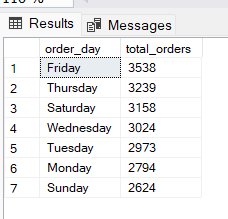 Results Messages
order_day total_orders
1 Friday 3538
2 Thursday 3239
3 Saturday 3158
4 Wednesday 3024
5 Tuesday 2973
6 Monday 2794
7 Sunday 2624